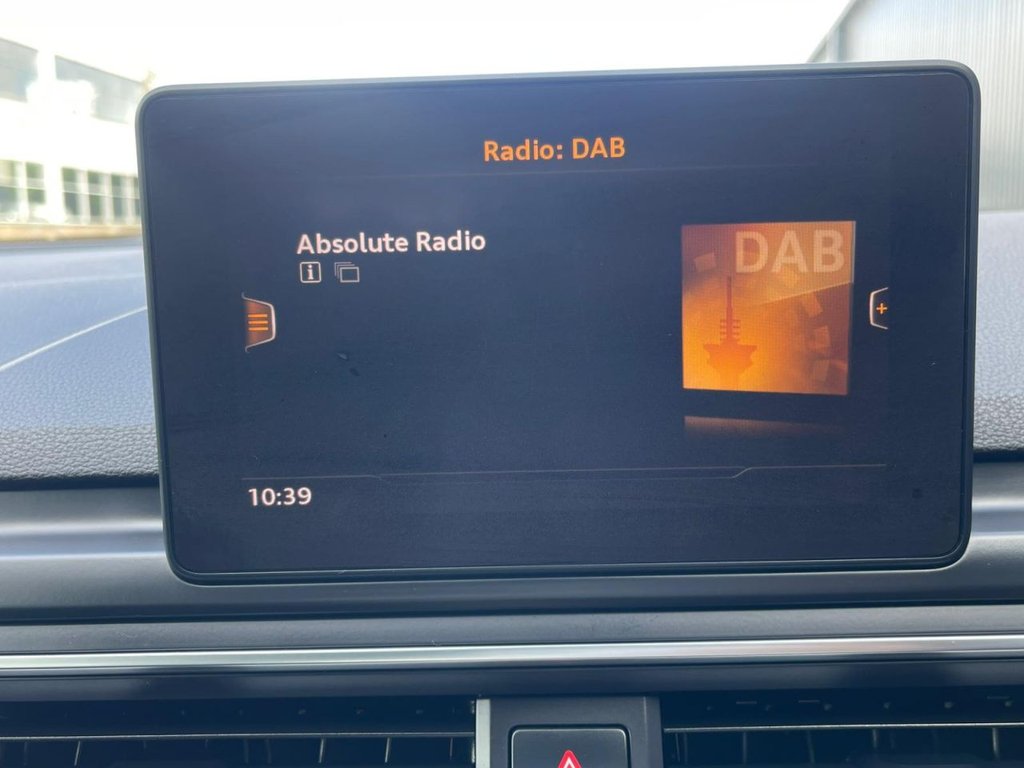 Radio: DAB
Absolute Radio
DAB
10:39